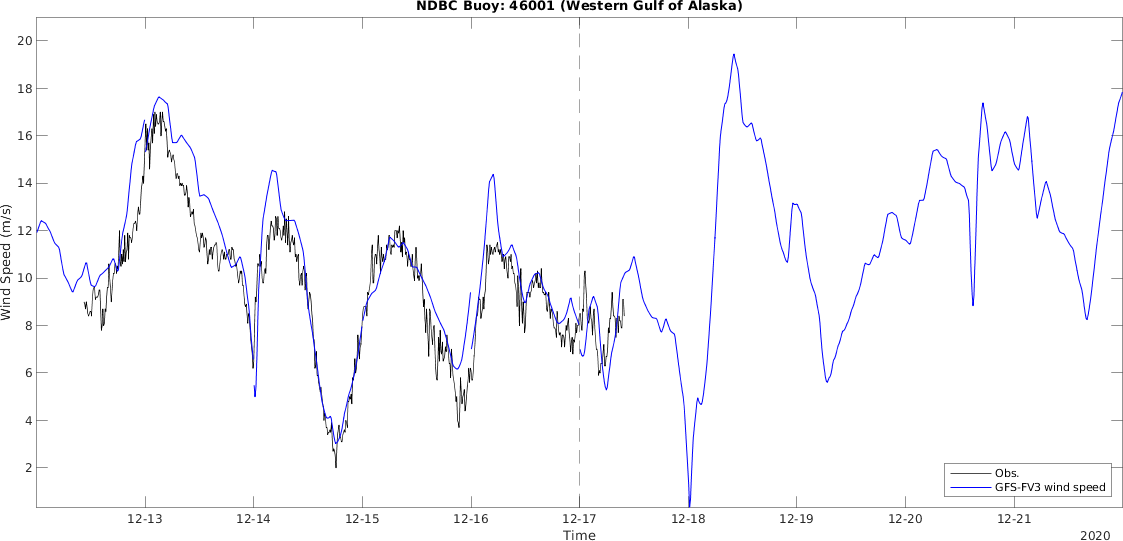 NDBC Buoy: 46001 (Western Gulf of Alaska)
20
18
16
14
12
10
8
6
4
2
Wind Speed (m/s)
Obs.
GFS-FV3 wind speed
12-13 12-14 12-15 12-16 12-17 12-18 12-19 12-20 12-21
Time
2020